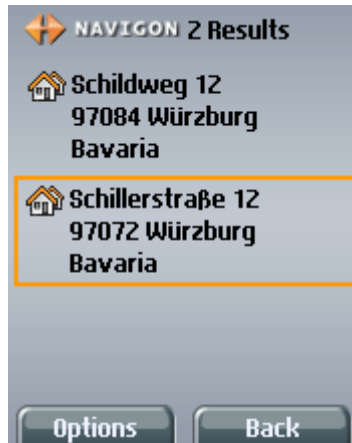 NAVIGON 2 Results
Schildweg 12
97084 Würzburg
Bavaria
Schillerstraße 12
97072 Würzburg
Bavaria
Options Back